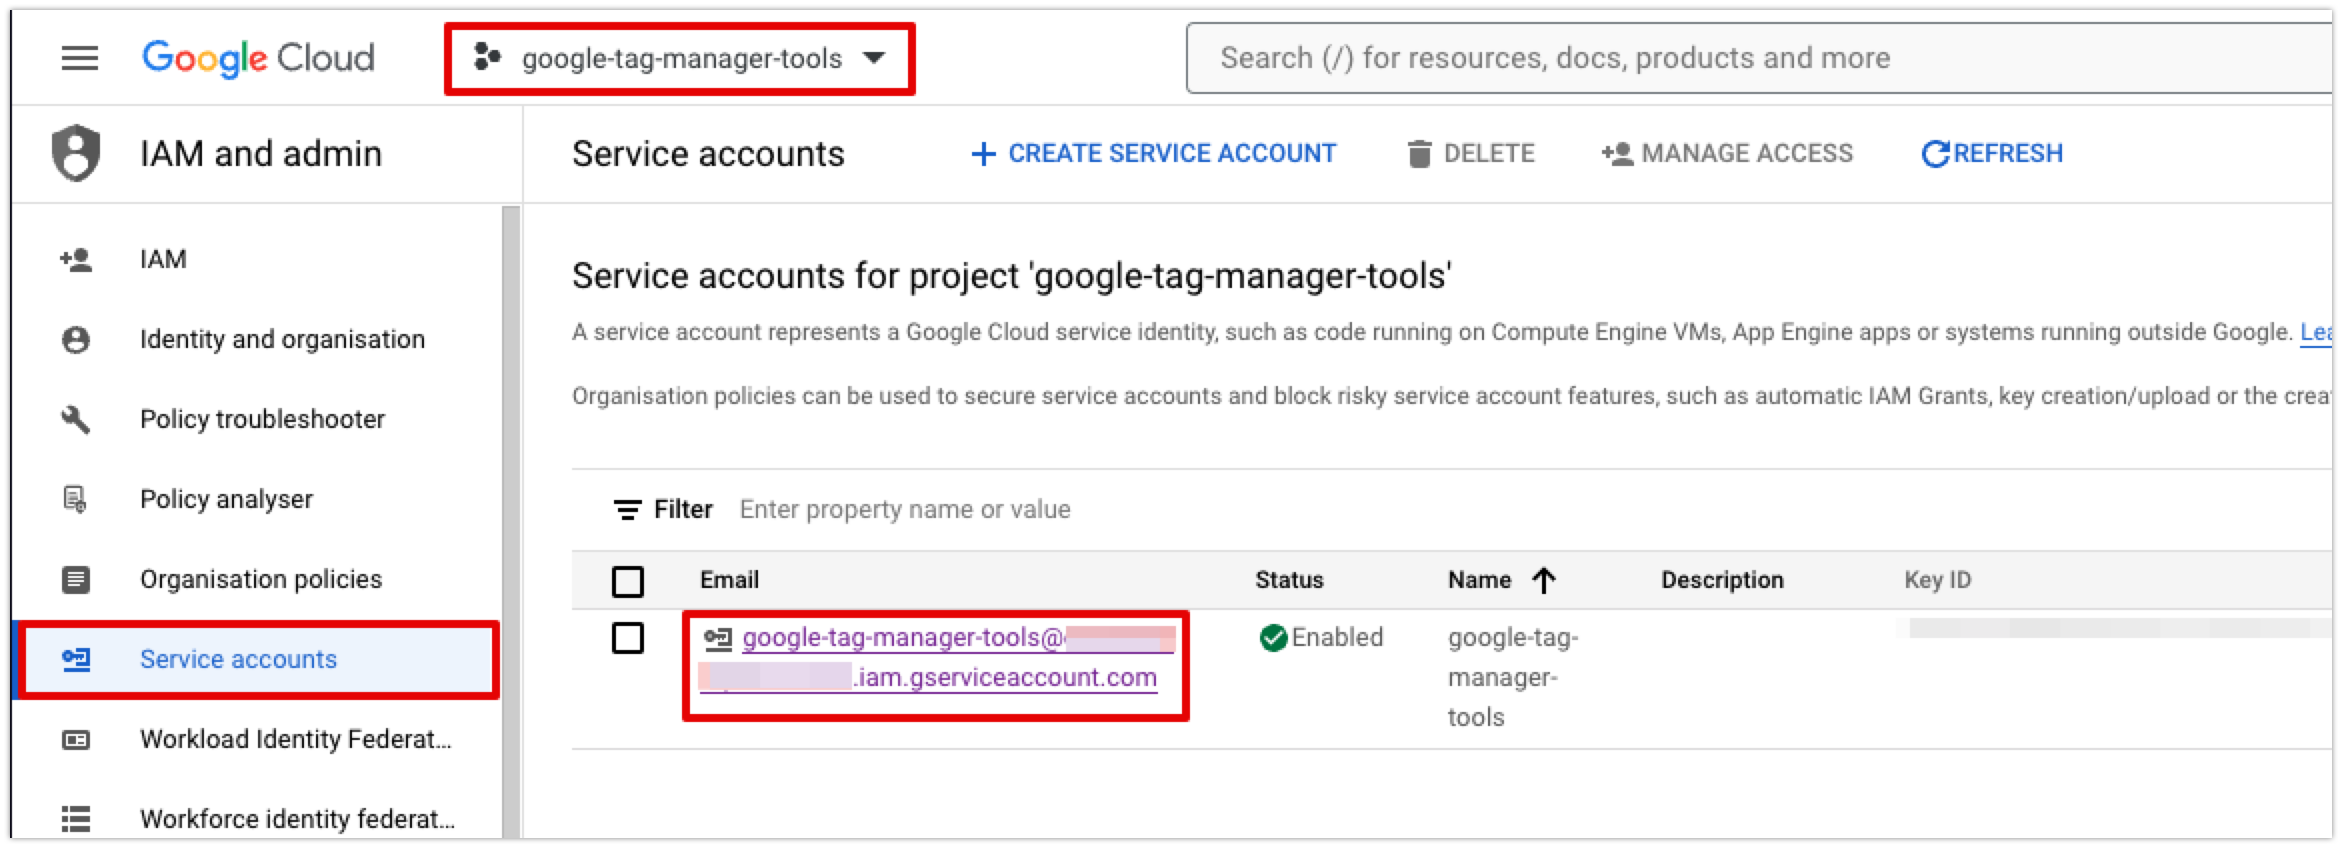 Google Cloud
google-tag-manager-tools
Search (/) for resources, docs, products and more
IAM and admin
Service accounts
CREATE SERVICE ACCOUNT
DELETE
MANAGE ACCESS
REFRESH
IAM
Identity and organisation
Policy troubleshooter
Policy analyser
Organisation policies
Service accounts
Workload Identity Federat...
Workforce identity federat...
Service accounts for project 'google-tag-manager-tools'
A service account represents a Google Cloud service identity, such as code running on Compute Engine VMs, App Engine apps or systems running outside Google.
Organisation policies can be used to secure service accounts and block risky service account features, such as automatic IAM Grants, key creation/upload or the
Filter Enter property name or value
Email Status Name Description Key ID
google-tag-manager-tools@ Enabled google-tag-
.iam.gserviceaccount.com manager-
tools